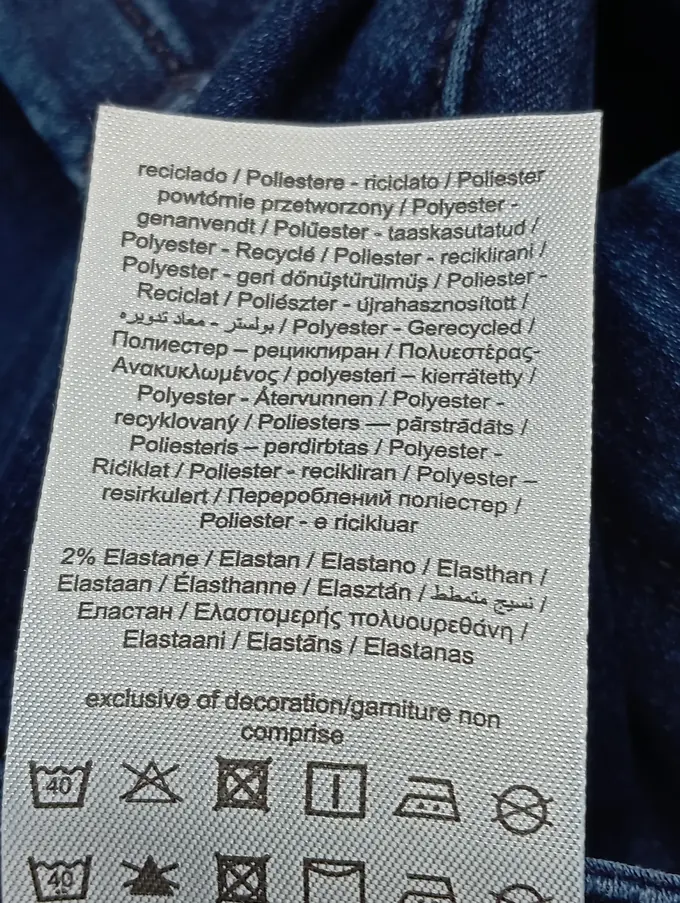 reciclado / Poliestere - riciclato / Poliester
powtórnie przetworzony / Polyester -
genanvendt / Polüester - taaskasutatud /
Polyester - Recyclé / Poliester - reciklirani /
Polyester - geri dönüştürülmüş / Poliester -
Reciclat / Poliészter - újrahasznosított /
بولستر - معاد تدويره / Polyester - Gerecycled /
Полиестер – рециклиран / Πολυεστέρας-
Ανακυκλωμένος / polyesteri – kierrätetty /
Polyester - Återvunnen / Polyester -
recyklovaný / Poliesters — pārstrādāts /
Poliesteris – perdirbtas / Polyester -
Riċiklat / Poliester - recikliran / Polyester –
resirkulert / Перероблений поліестер /
Poliester - e ricikluar
2% Elastane / Elastan / Elastano / Elasthan /
Elastaan / Élasthanne / Elasztán / نسيج متمطط /
Еластан / Ελαστομερής πολυουρεθάνη /
Elastaani / Elastāns / Elastanas
exclusive of decoration/garniture non
comprise
40
40